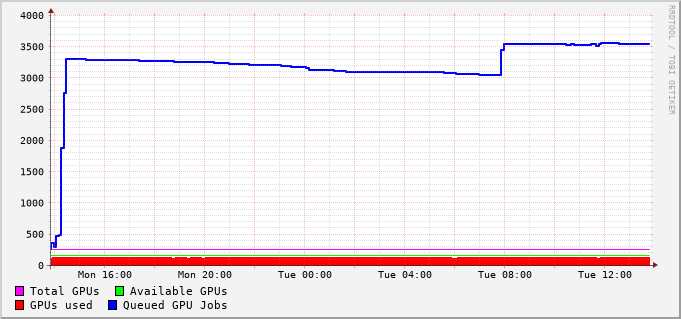 RRDTOOL / TOBI OETIKER
4000
3500
3000
2500
2000
1500
1000
500
0
Mon 16:00 Mon 20:00 Tue 00:00 Tue 04:00 Tue 08:00 Tue 12:00
Total GPUs Available GPUs
GPUs used Queued GPU Jobs